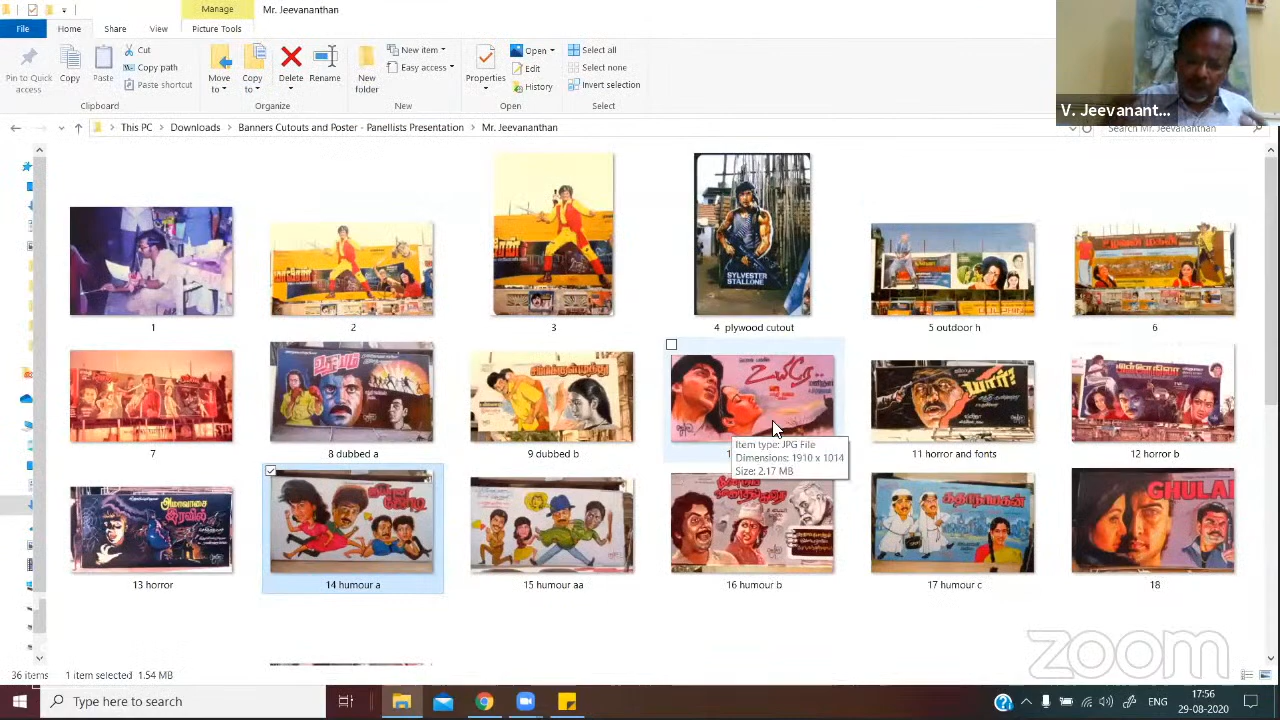 Manage
Mr. Jeevananthan
File
Home
Share
View
Picture Tools
Pin to Quick access
Copy
Paste
Cut
Copy path
Paste shortcut
Clipboard
Move to
Copy to
Delete
Rename
Organize
New folder
New item
Easy access
New
Properties
Open
Edit
History
Open
Select all
Select none
Invert selection
Select
V. Jeevanant...
This PC > Downloads > Banners Cutouts and Poster - Panellists Presentation > Mr. Jeevananthan
Search Mr. Jeevananthan
SYLVESTER
STALLONE
1
2
3
4 plywood cutout
5 outdoor h
6
உயிரே..
யார்?
7
8 dubbed a
9 dubbed b
Item type: JPG File
Dimensions: 1910 x 1014
Size: 2.17 MB
11 horror and fonts
12 horror b
அமாவாசை
இரவில்
GHULA
13 horror
14 humour a
15 humour aa
16 humour b
17 humour c
18
zoom
36 items
1 item selected 1.54 MB
Type here to search
ENG
17:56
29-08-2020